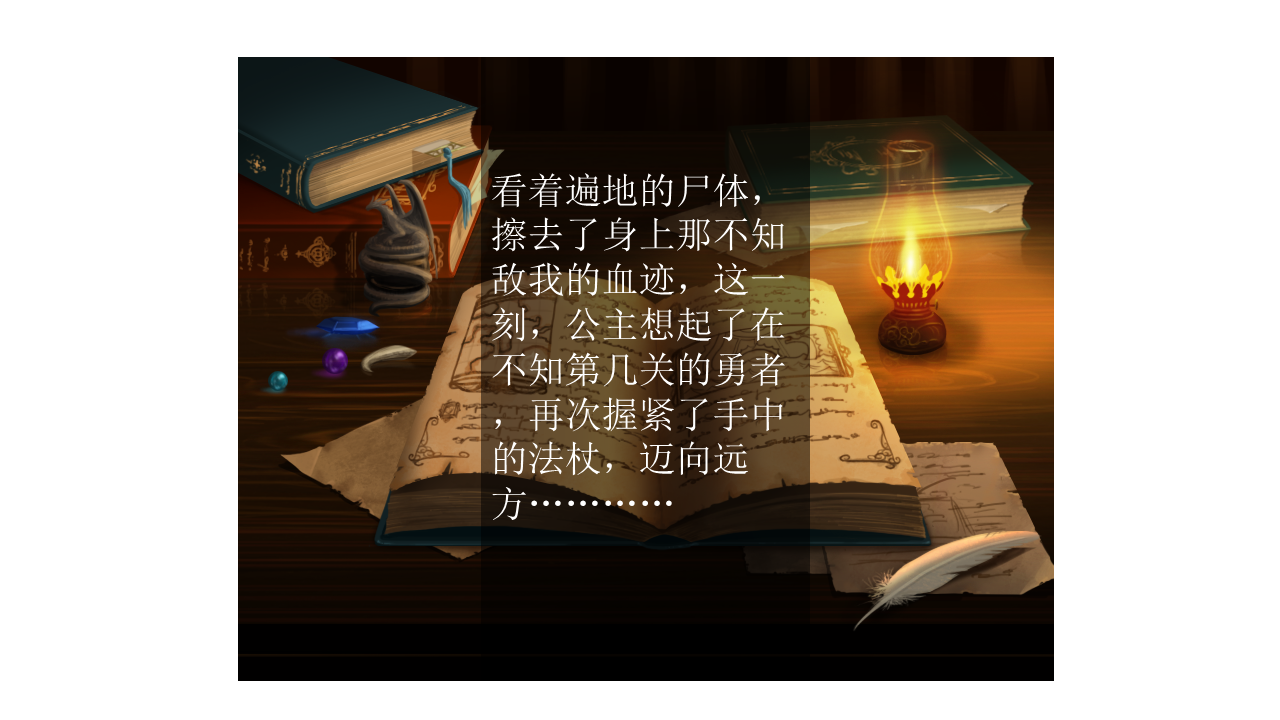 看着遍地的尸体，
擦去了身上那不知
敌我的血迹，这一
刻，公主想起了在
不知第几关的勇者
，再次握紧了手中
的法杖，迈向远
方…………